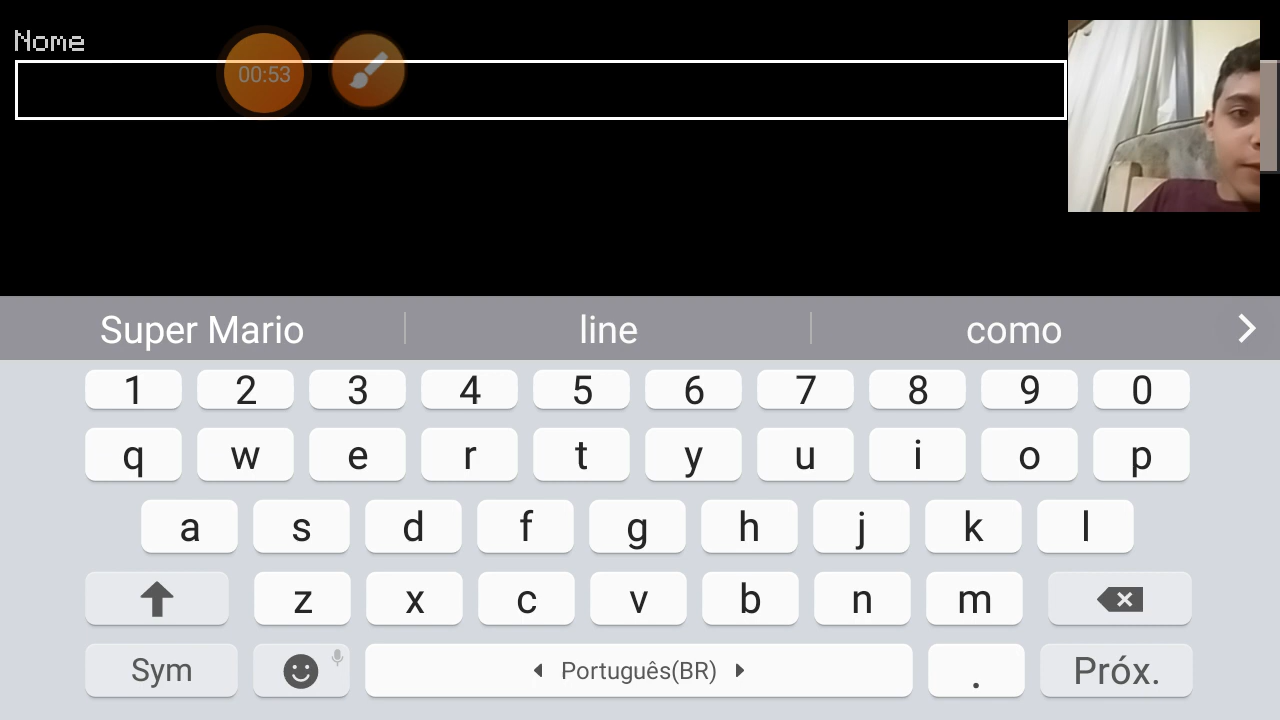 Nome
00:53
Super Mario line como
1 2 3 4 5 6 7 8 9 0
q w e r t y u i o p
a s d f g h j k l
z x c v b n m
Sym Português(BR) . Próx.